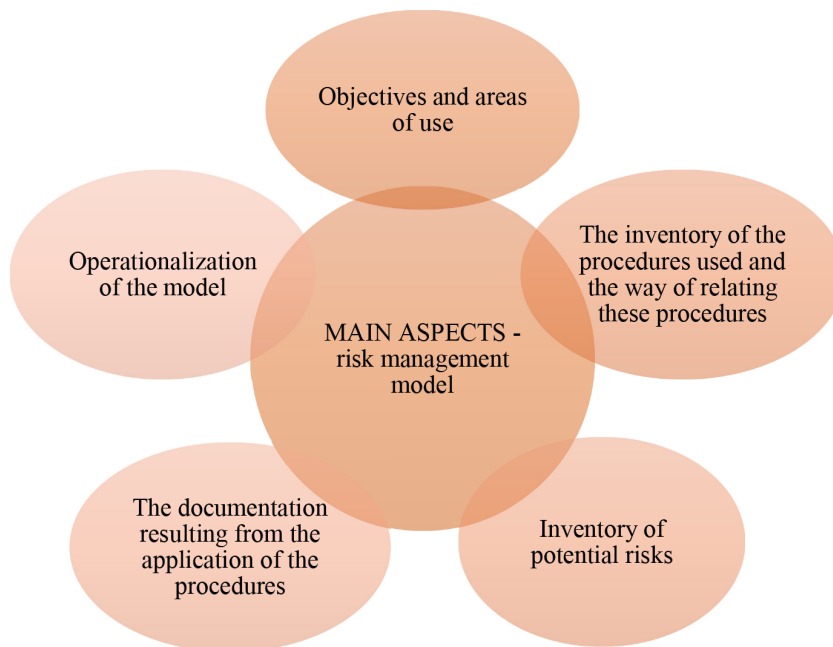 Objectives and areas
of use
Operationalization
of the model
The inventory of the
procedures used and
the way of relating
these procedures
MAIN ASPECTS -
risk management
model
The documentation
resulting from the
application of the
procedures
Inventory of
potential risks